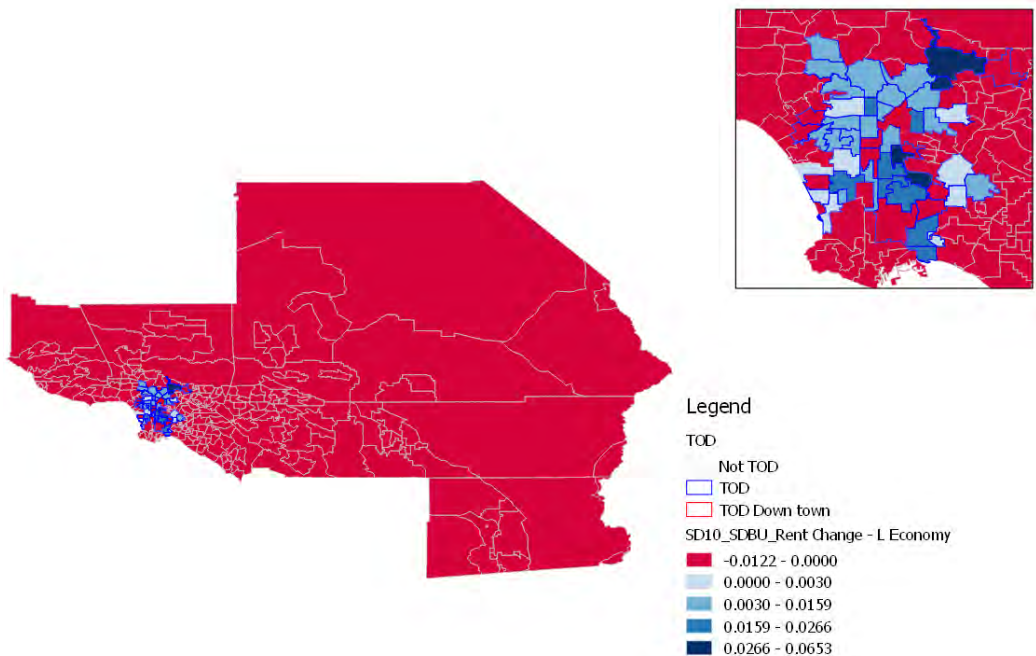 Legend
TOD
Not TOD
TOD
TOD Down town
SD10_SDBU_Rent Change - L Economy
-0.0122 - 0.0000
0.0000 - 0.0030
0.0030 - 0.0159
0.0159 - 0.0266
0.0266 - 0.0653